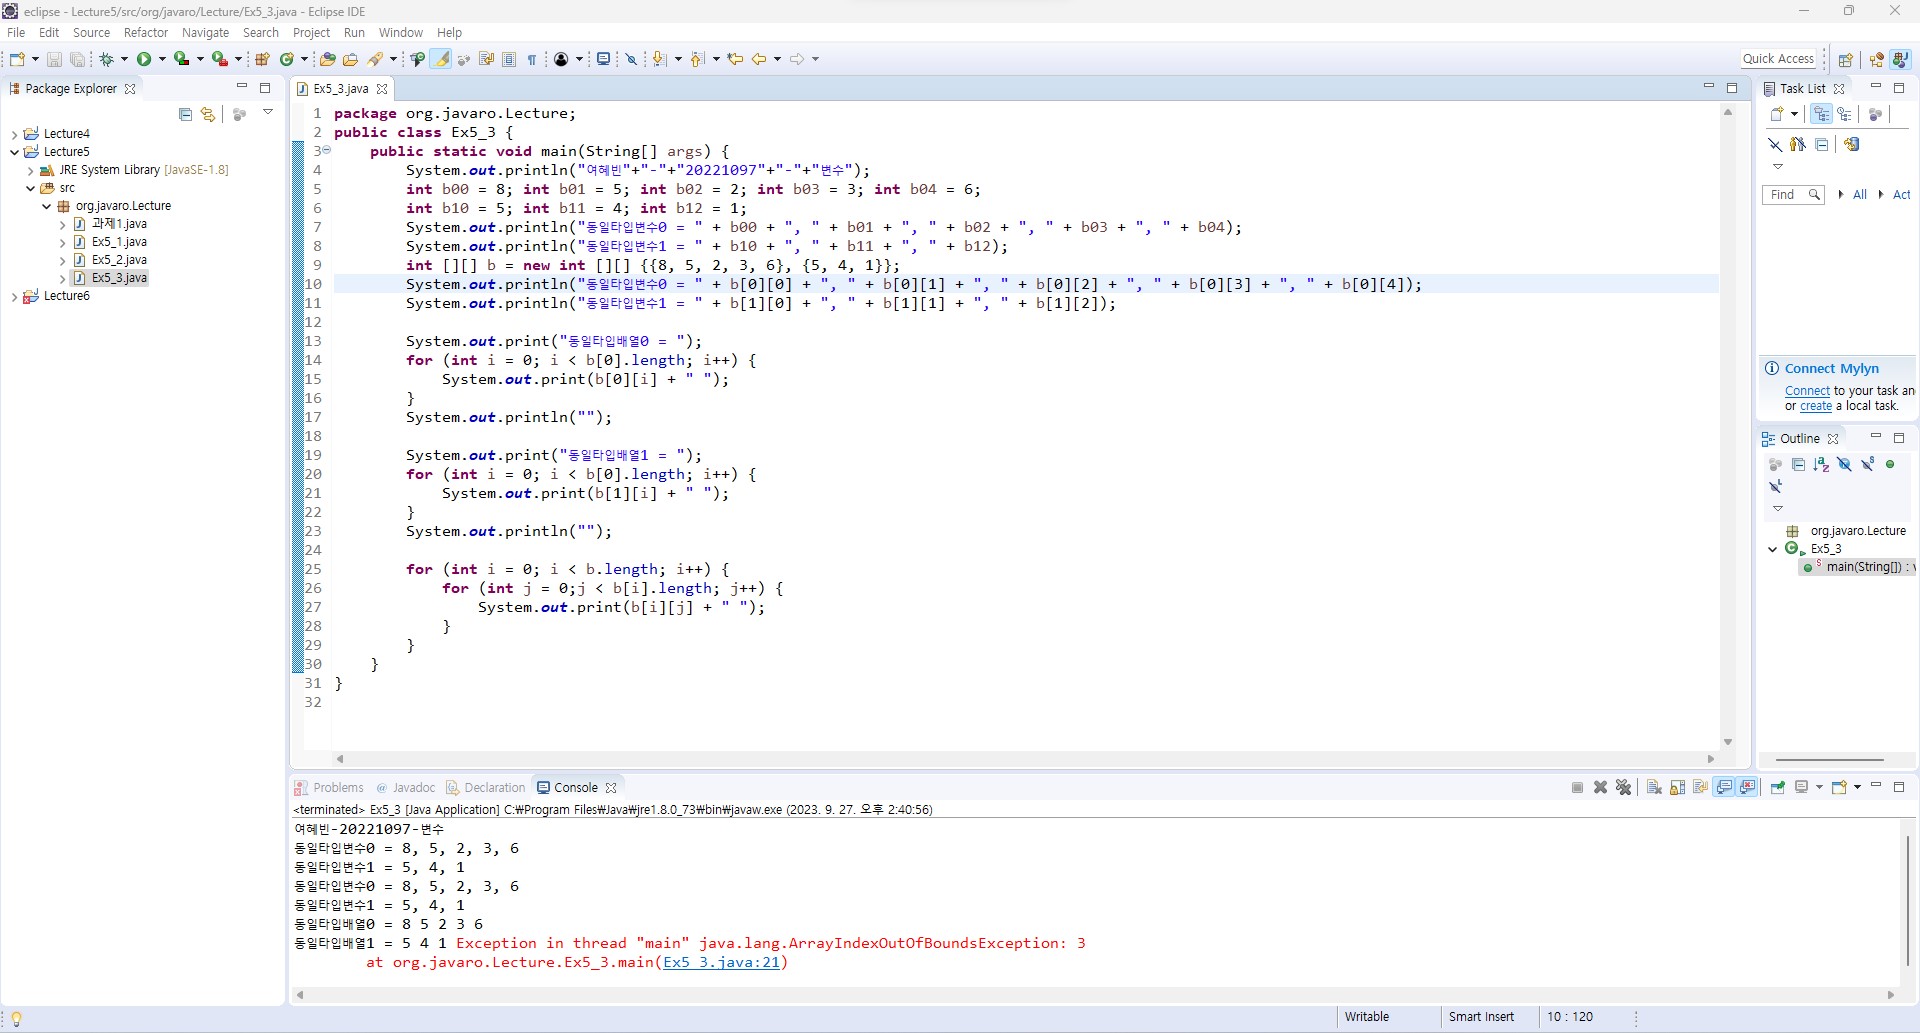 eclipse - Lecture5/src/org/javaro/Lecture/Ex5_3.java - Eclipse IDE
File Edit Source Refactor Navigate Search Project Run Window Help
Quick Access
Package Explorer
Lecture4
Lecture5
JRE System Library [JavaSE-1.8]
src
org.javaro.Lecture
과제1.java
Ex5_1.java
Ex5_2.java
Ex5_3.java
Lecture6
Ex5_3.java
1 package org.javaro.Lecture;
2 public class Ex5_3 {
3 public static void main(String[] args) {
4 System.out.println("여혜빈"+"-"+"20221097"+"-"+"변수");
5 int b00 = 8; int b01 = 5; int b02 = 2; int b03 = 3; int b04 = 6;
6 int b10 = 5; int b11 = 4; int b12 = 1;
7 System.out.println("동일타입변수0 = " + b00 + ", " + b01 + ", " + b02 + ", " + b03 + ", " + b04);
8 System.out.println("동일타입변수1 = " + b10 + ", " + b11 + ", " + b12);
9 int [][] b = new int [][] {{8, 5, 2, 3, 6}, {5, 4, 1}};
10 System.out.println("동일타입변수0 = " + b[0][0] + ", " + b[0][1] + ", " + b[0][2] + ", " + b[0][3] + ", " + b[0][4]);
11 System.out.println("동일타입변수1 = " + b[1][0] + ", " + b[1][1] + ", " + b[1][2]);
12
13 System.out.print("동일타입배열0 = ");
14 for (int i = 0; i < b[0].length; i++) {
15 System.out.print(b[0][i] + " ");
16 }
17 System.out.println("");
18
19 System.out.print("동일타입배열1 = ");
20 for (int i = 0; i < b[0].length; i++) {
21 System.out.print(b[1][i] + " ");
22 }
23 System.out.println("");
24
25 for (int i = 0; i < b.length; i++) {
26 for (int j = 0;j < b[i].length; j++) {
27 System.out.print(b[i][j] + " ");
28 }
29 }
30 }
31 }
32
Task List
Find All Act
Connect Mylyn
Connect to your task an
or create a local task.
Outline
org.javaro.Lecture
Ex5_3
main(String[]) : v
Problems Javadoc Declaration Console
<terminated> Ex5_3 [Java Application] C:₩Program Files₩Java₩jre1.8.0_73₩bin₩javaw.exe (2023. 9. 27. 오후 2:40:56)
여혜빈-20221097-변수
동일타입변수0 = 8, 5, 2, 3, 6
동일타입변수1 = 5, 4, 1
동일타입변수0 = 8, 5, 2, 3, 6
동일타입변수1 = 5, 4, 1
동일타입배열0 = 8 5 2 3 6
동일타입배열1 = 5 4 1 Exception in thread "main" java.lang.ArrayIndexOutOfBoundsException: 3
at org.javaro.Lecture.Ex5_3.main(Ex5_3.java:21)
Writable Smart Insert 10 : 120